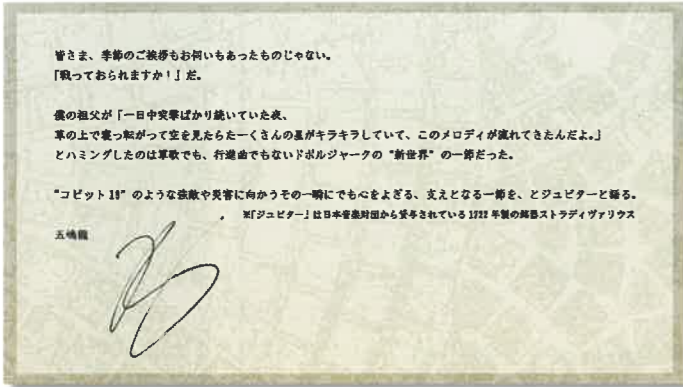 皆さま、季節のご挨拶もお伺いもあったものじゃない。
「戦っておられますか！」だ。
僕の祖父が「一日中突撃ばかり続いていた夜、
草の上で寝っ転がって空を見たらたーくさんの星がキラキラしていて、このメロディが流れてきたんだよ。」
とハミングしたのは軍歌でも、行進曲でもないドボルジャークの "新世界" の一節だった。
"コビット 19" のような強敵や災害に向かうその一瞬にでも心をよぎる、支えとなる一節を、とジュピターと綴る。
※「ジュピター」は日本音楽財団から貸与されている 1722 年製の銘器ストラディヴァリウス
五嶋龍